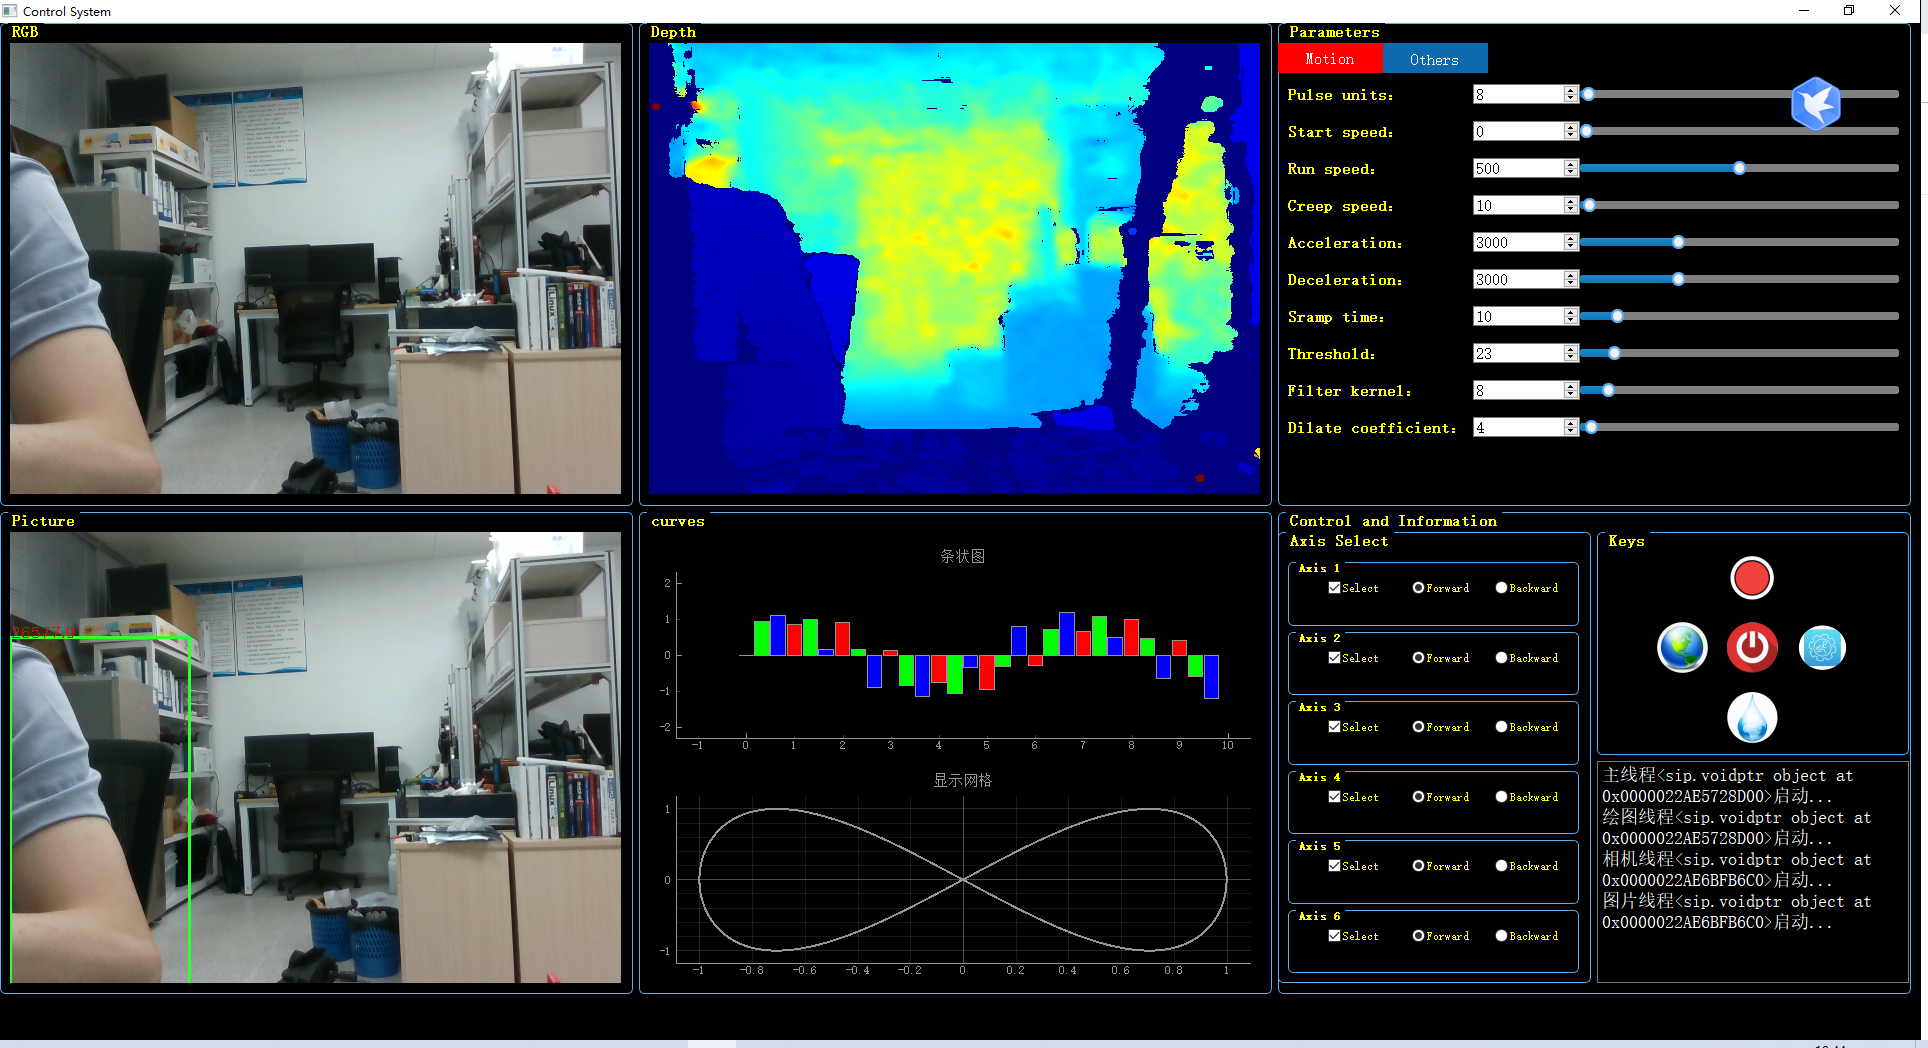 Control System
RGB
Depth
Parameters
Motion
Others
Pulse units:
8
Start speed:
0
Run speed:
500
Creep speed:
10
Acceleration:
3000
Deceleration:
3000
Sramp time:
10
Threshold:
23
Filter kernel:
8
Dilate coefficient:
4
Picture
curves
条状图
2
1
0
-1
-2
-1 0 1 2 3 4 5 6 7 8 9 10
显示网格
1
0
-1
-1 -0.8 -0.6 -0.4 -0.2 0 0.2 0.4 0.6 0.8 1
Control and Information
Axis Select
Axis 1
Select Forward Backward
Axis 2
Select Forward Backward
Axis 3
Select Forward Backward
Axis 4
Select Forward Backward
Axis 5
Select Forward Backward
Axis 6
Select Forward Backward
Keys
主线程<sip.voidptr object at
0x0000022AE5728D00>启动...
绘图线程<sip.voidptr object at
0x0000022AE5728D00>启动...
相机线程<sip.voidptr object at
0x0000022AE6BFB6C0>启动...
图片线程<sip.voidptr object at
0x0000022AE6BFB6C0>启动...